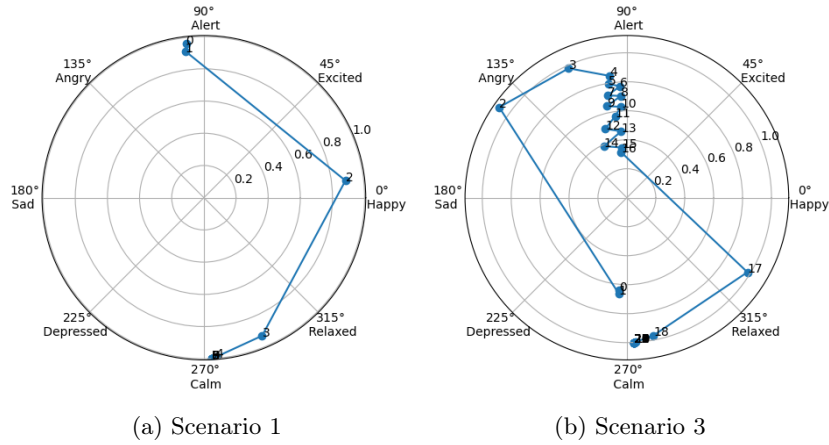 90°
Alert
135°
Angry
45°
Excited
180°
Sad
0°
Happy
225°
Depressed
315°
Relaxed
270°
Calm
0.2
0.4
0.6
0.8
1.0
0
1
2
3
4
(a) Scenario 1
90°
Alert
135°
Angry
45°
Excited
180°
Sad
0°
Happy
225°
Depressed
315°
Relaxed
270°
Calm
0.2
0.4
0.6
0.8
1.0
0
1
2
3
4
5
6
7
8
9
10
11
12
13
14
15
16
17
18
(b) Scenario 3